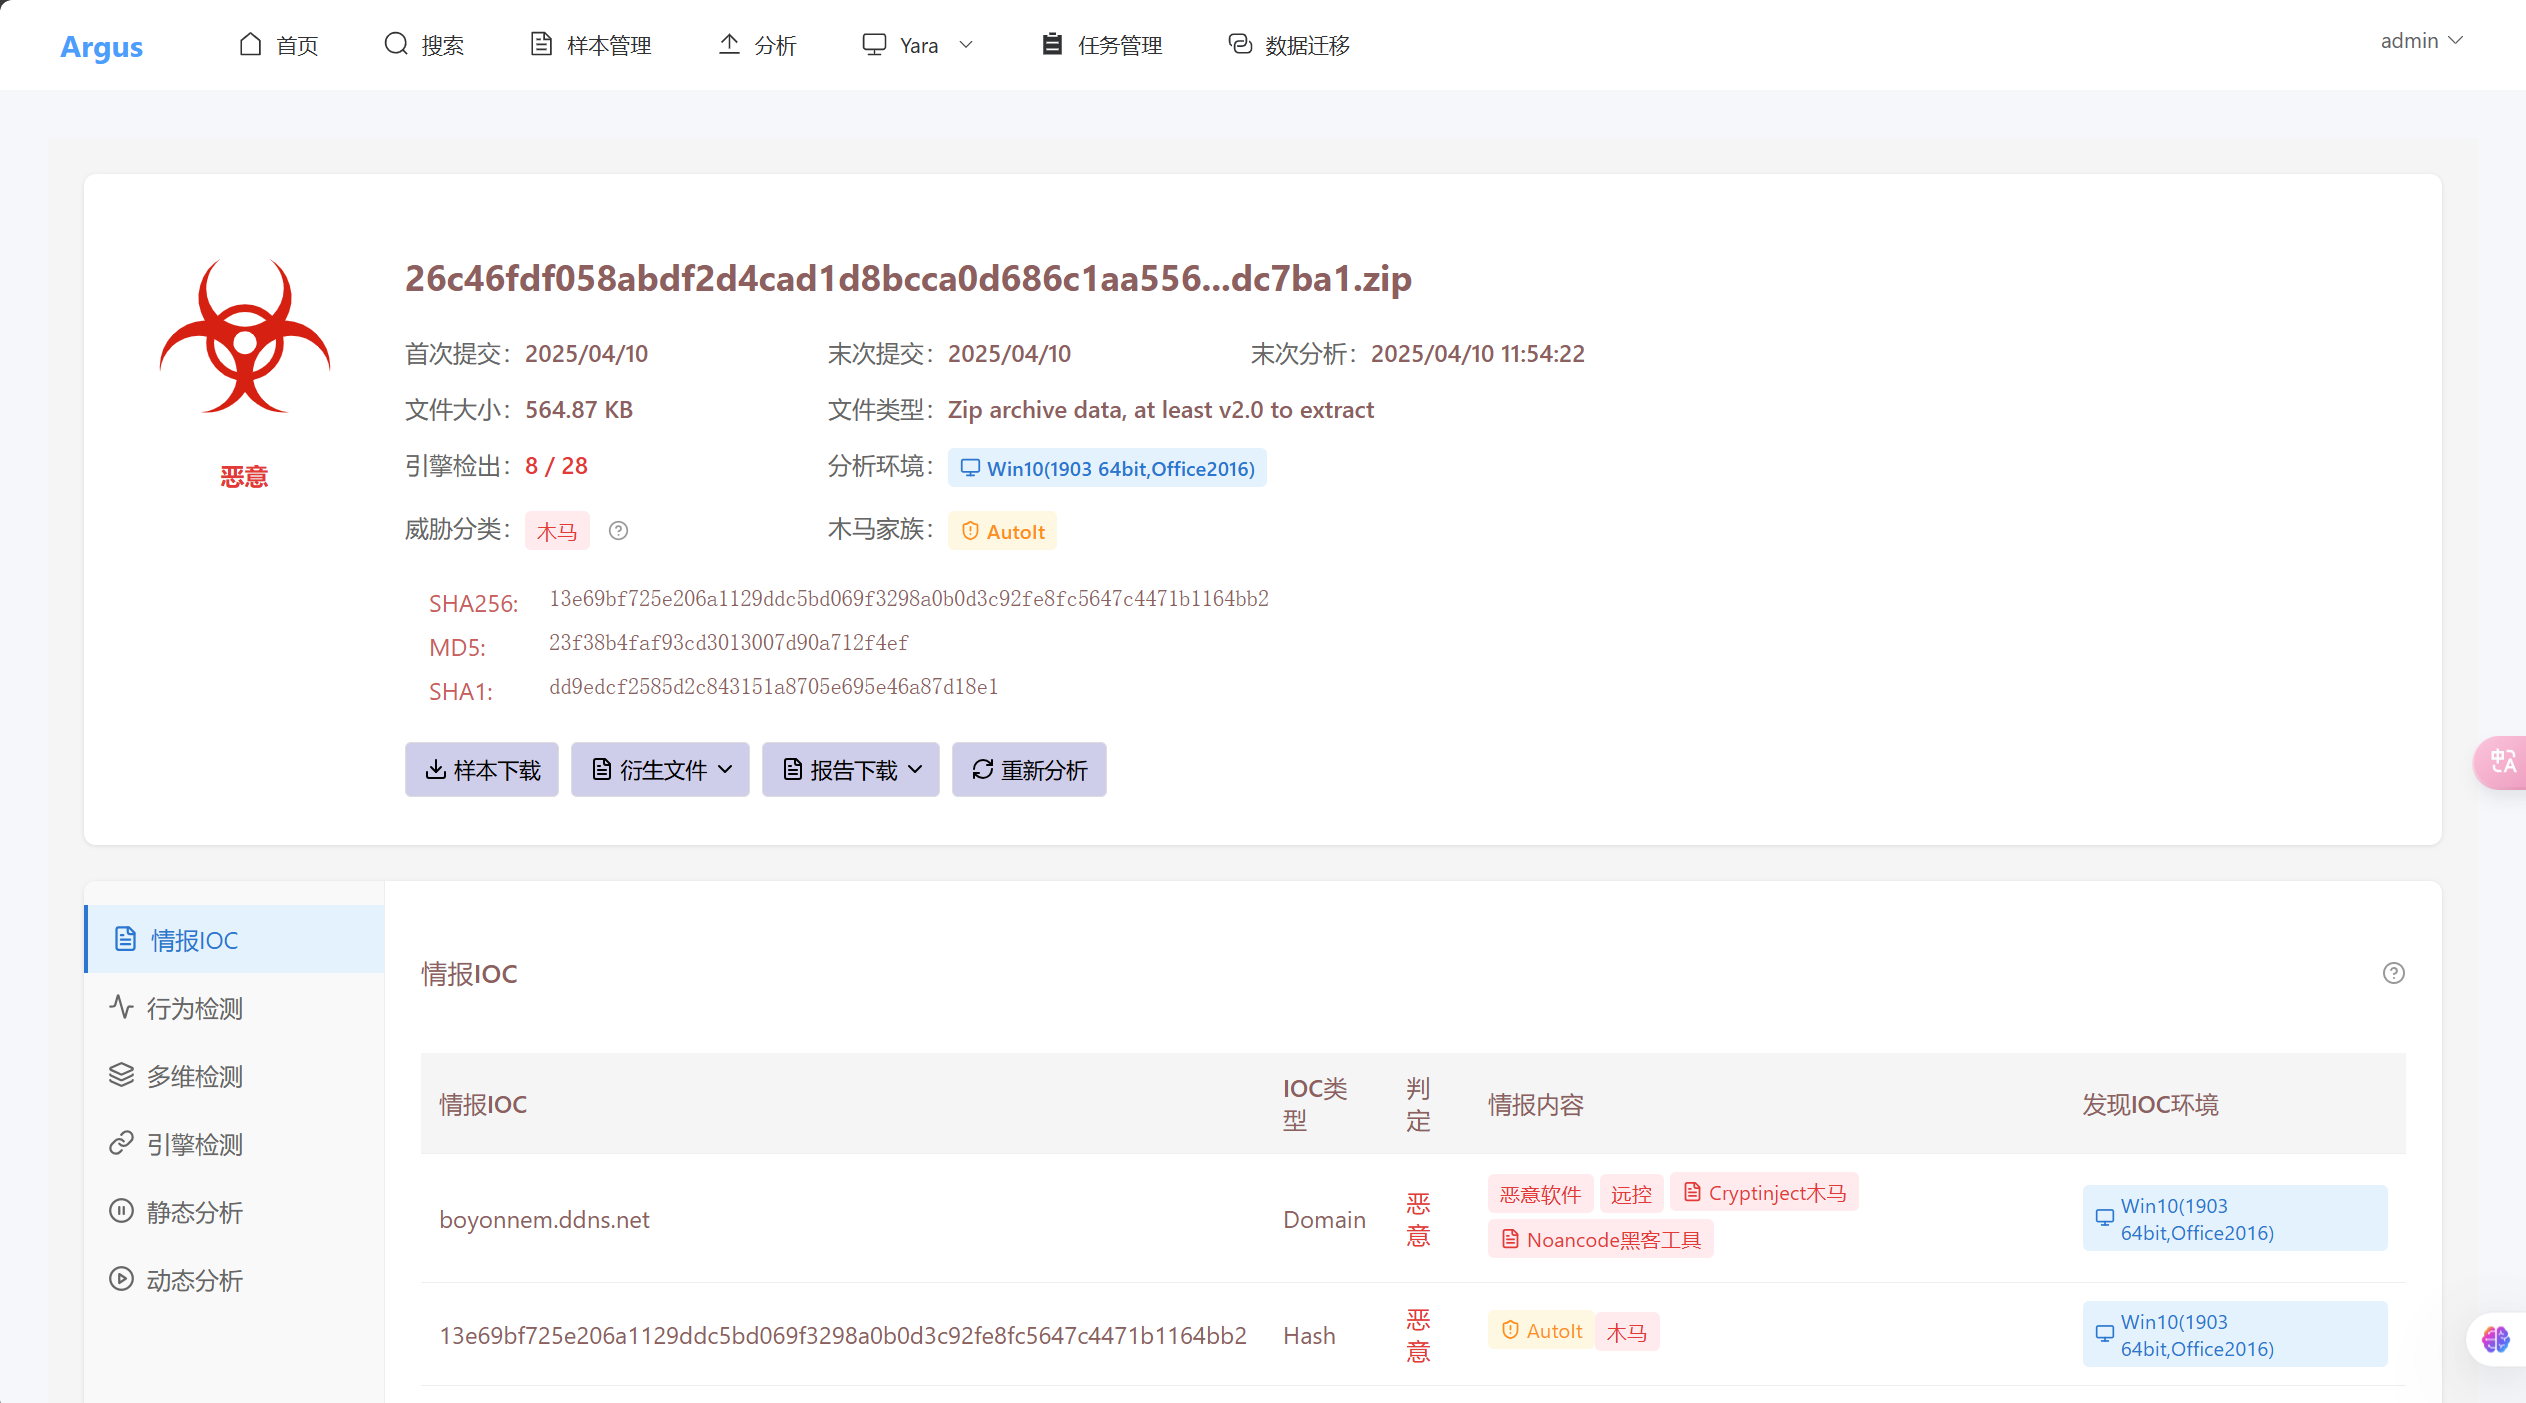 Argus 首页 搜索 样本管理 分析 Yara 任务管理 数据迁移 admin
26c46fdf058abdf2d4cad1d8bcca0d686c1aa556...dc7ba1.zip
首次提交： 2025/04/10 末次提交： 2025/04/10 末次分析： 2025/04/10 11:54:22
文件大小： 564.87 KB 文件类型： Zip archive data, at least v2.0 to extract
引擎检出： 8 / 28 分析环境： Win10(1903 64bit,Office2016)
恶意
威胁分类： 木马 木马家族： AutoIt
SHA256: 13e69bf725e206a1129ddc5bd069f3298a0b0d3c92fe8fc5647c4471b1164bb2
MD5: 23f38b4faf93cd3013007d90a712f4ef
SHA1: dd9edcf2585d2c843151a8705e695e46a87d18e1
样本下载 衍生文件 报告下载 重新分析
情报IOC
行为检测
多维检测
引擎检测
静态分析
动态分析
情报IOC
情报IOC IOC类型 判定 情报内容 发现IOC环境
boyonnem.ddns.net Domain 恶意 恶意软件 远控 Cryptinject木马 Noancode黑客工具 Win10(1903 64bit,Office2016)
13e69bf725e206a1129ddc5bd069f3298a0b0d3c92fe8fc5647c4471b1164bb2 Hash 恶意 AutoIt 木马 Win10(1903 64bit,Office2016)